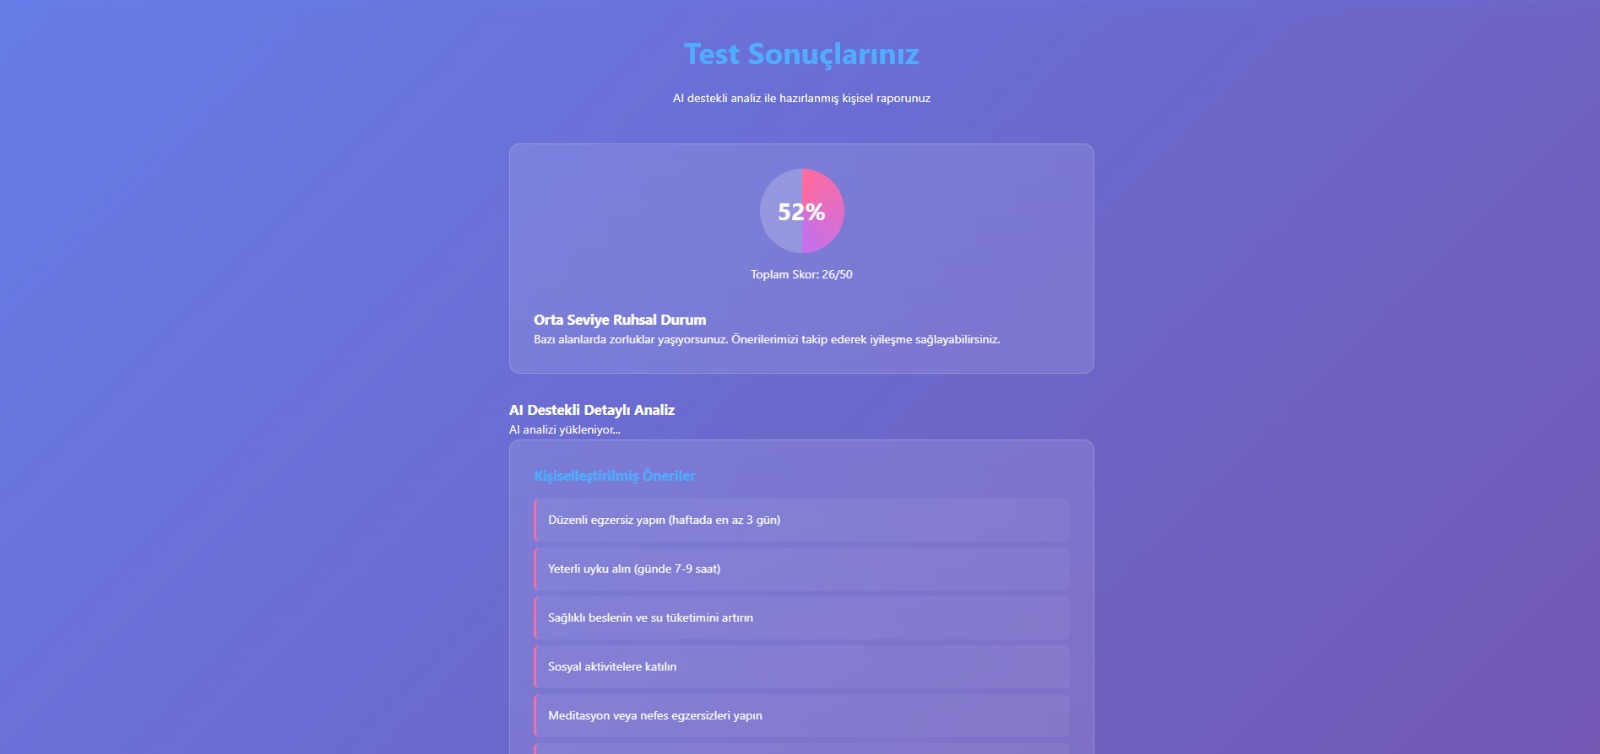 Test Sonuçlarınız
AI destekli analiz ile hazırlanmış kişisel raporunuz
52%
Toplam Skor: 26/50
Orta Seviye Ruhsal Durum
Bazı alanlarda zorluklar yaşıyorsunuz. Önerilerimizi takip ederek iyileşme sağlayabilirsiniz.
AI Destekli Detaylı Analiz
AI analizi yükleniyor...
Kişiselleştirilmiş Öneriler
Düzenli egzersiz yapın (haftada en az 3 gün)
Yeterli uyku alın (günde 7-9 saat)
Sağlıklı beslenin ve su tüketimini artırın
Sosyal aktivitelere katılın
Meditasyon veya nefes egzersizleri yapın